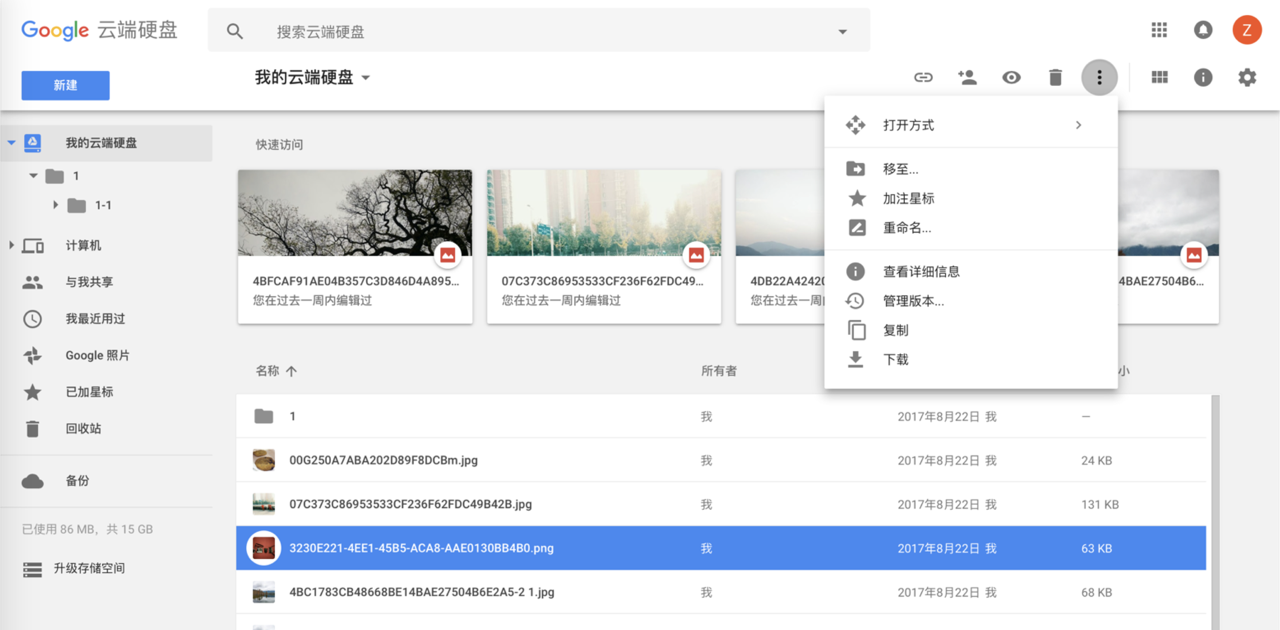 Google 云端硬盘
搜索云端硬盘
Z
新建
我的云端硬盘
打开方式
移至...
加注星标
重命名...
查看详细信息
管理版本...
复制
下载
我的云端硬盘
1
1-1
计算机
与我共享
我最近用过
Google 照片
已加星标
回收站
备份
已使用 86 MB，共 15 GB
升级存储空间
快速访问
4BFCAF91AE04B357C3D846D4A895...
您在过去一周内编辑过
07C373C86953533CF236F62FDC49...
您在过去一周内编辑过
4DB22A4242
您在过去一周
4BAE27504B6...
名称 所有者 小
1 我 2017年8月22日 我 –
00G250A7ABA202D89F8DCBm.jpg 我 2017年8月22日 我 24 KB
07C373C86953533CF236F62FDC49B42B.jpg 我 2017年8月22日 我 131 KB
3230E221-4EE1-45B5-ACA8-AAE0130BB4B0.png 我 2017年8月22日 我 63 KB
4BC1783CB48668BE14BAE27504B6E2A5-2 1.jpg 我 2017年8月22日 我 68 KB